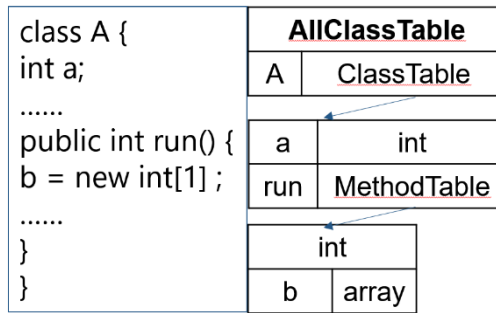 class A {
int a;
......
public int run() {
b = new int[1] ;
......
}
}
AllClassTable
A ClassTable
a int
run MethodTable
int
b array